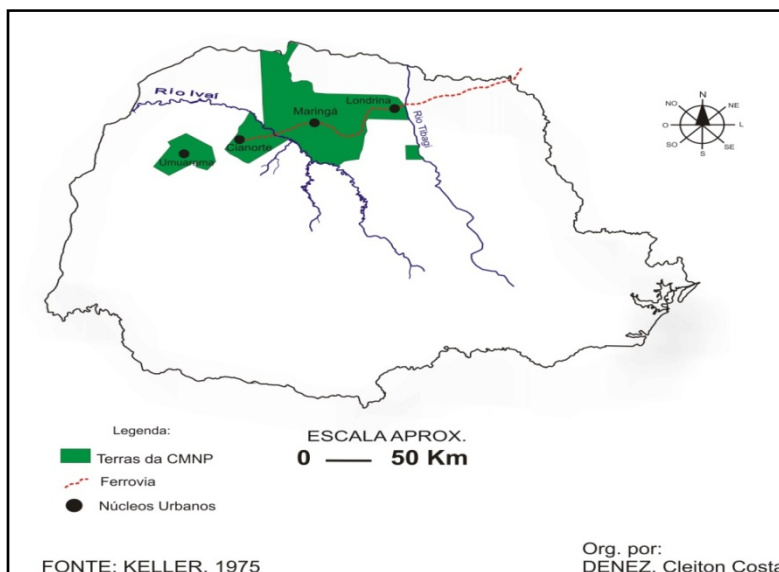 Rio Ivaí
Londrina
Maringá
Rio Tibagi
Cianorte
Umuarmma
N
NO
NE
O
L
SO
SE
S
Legenda:
Terras da CMNP
Ferrovia
Núcleos Urbanos
ESCALA APROX.
0 50 Km
FONTE: KELLER, 1975
Org. por:
DENEZ, Cleiton Costa